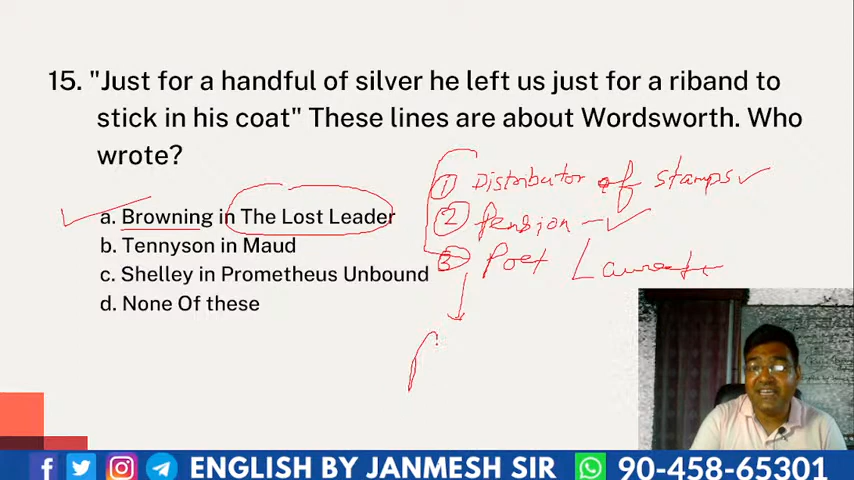 15. "Just for a handful of silver he left us just for a riband to
stick in his coat" These lines are about Wordsworth. Who
wrote?
a. Browning in The Lost Leader
b. Tennyson in Maud
c. Shelley in Prometheus Unbound
d. None Of these
① Distributor of stamps
② Pension
③ Poet Laureate
ENGLISH BY JANMESH SIR 90-458-65301